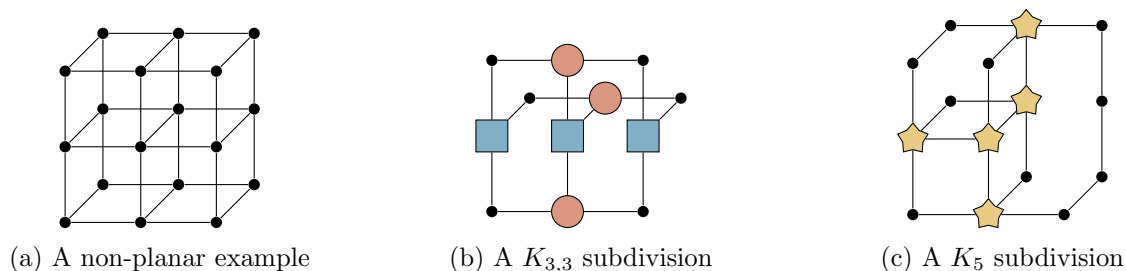 (a) A non-planar example
(b) A K3,3 subdivision
(c) A K5 subdivision